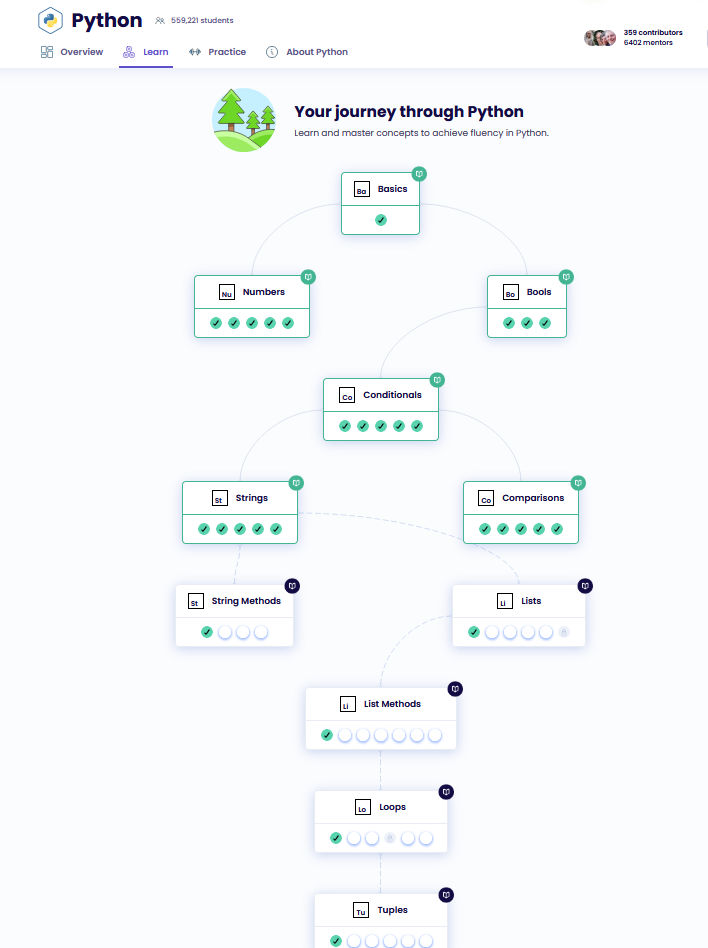 Python
559,221 students
359 contributors
6402 mentors
Overview
Learn
Practice
About Python
Your journey through Python
Learn and master concepts to achieve fluency in Python.
Ba Basics
Nu Numbers
Bo Bools
Co Conditionals
St Strings
Co Comparisons
St String Methods
Li Lists
Li List Methods
Lo Loops
Tu Tuples